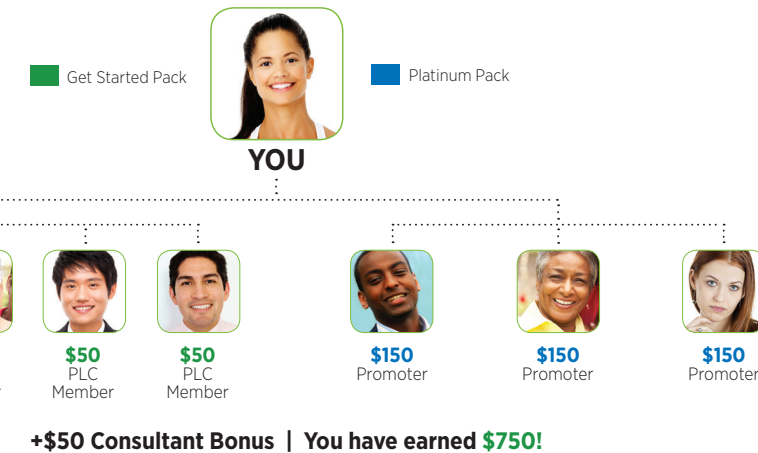 Get Started Pack
Platinum Pack
YOU
$50
PLC
Member
$50
PLC
Member
$150
Promoter
$150
Promoter
$150
Promoter
+$50 Consultant Bonus | You have earned $750!